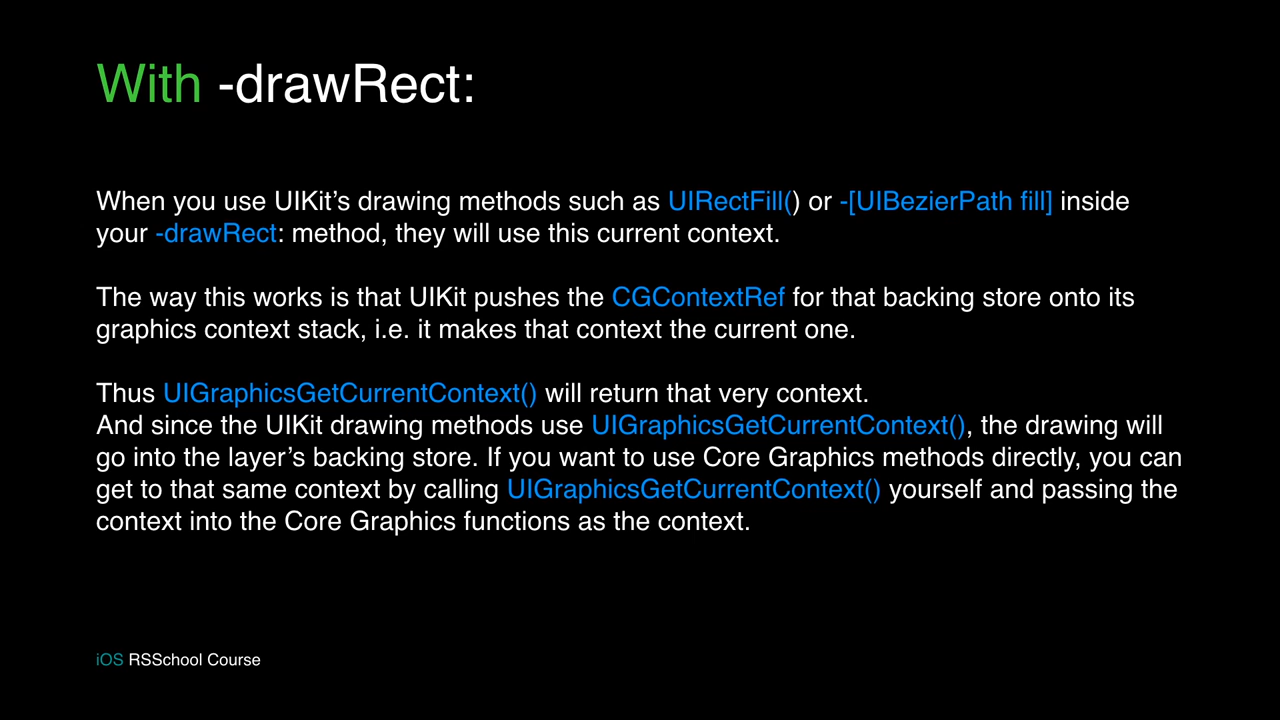 With -drawRect:
When you use UIKit’s drawing methods such as UIRectFill() or -[UIBezierPath fill] inside
your -drawRect: method, they will use this current context.
The way this works is that UIKit pushes the CGContextRef for that backing store onto its
graphics context stack, i.e. it makes that context the current one.
Thus UIGraphicsGetCurrentContext() will return that very context.
And since the UIKit drawing methods use UIGraphicsGetCurrentContext(), the drawing will
go into the layer’s backing store. If you want to use Core Graphics methods directly, you can
get to that same context by calling UIGraphicsGetCurrentContext() yourself and passing the
context into the Core Graphics functions as the context.
iOS RSSchool Course